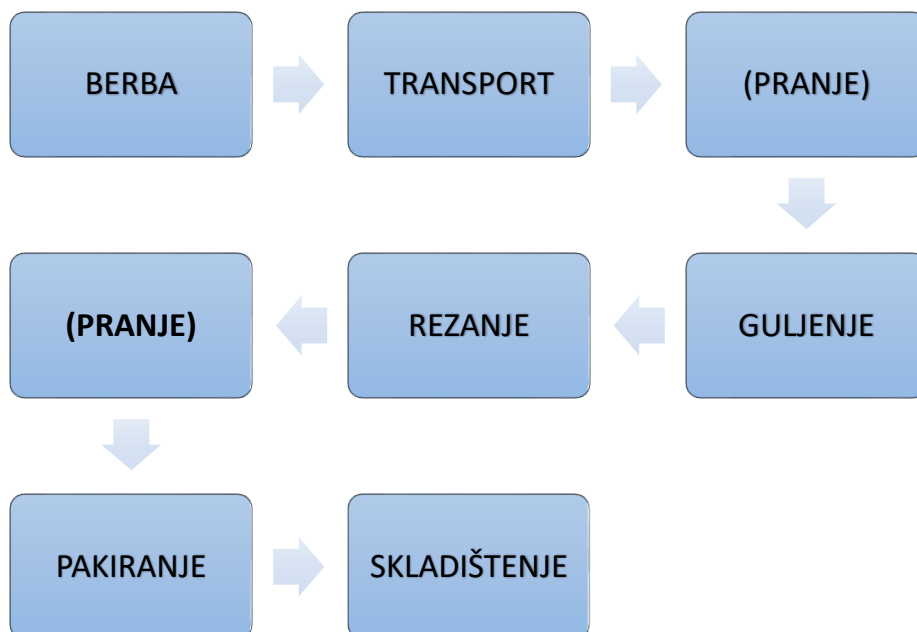 BERBA
TRANSPORT
(PRANJE)
GULJENJE
REZANJE
(PRANJE)
PAKIRANJE
SKLADIŠTENJE